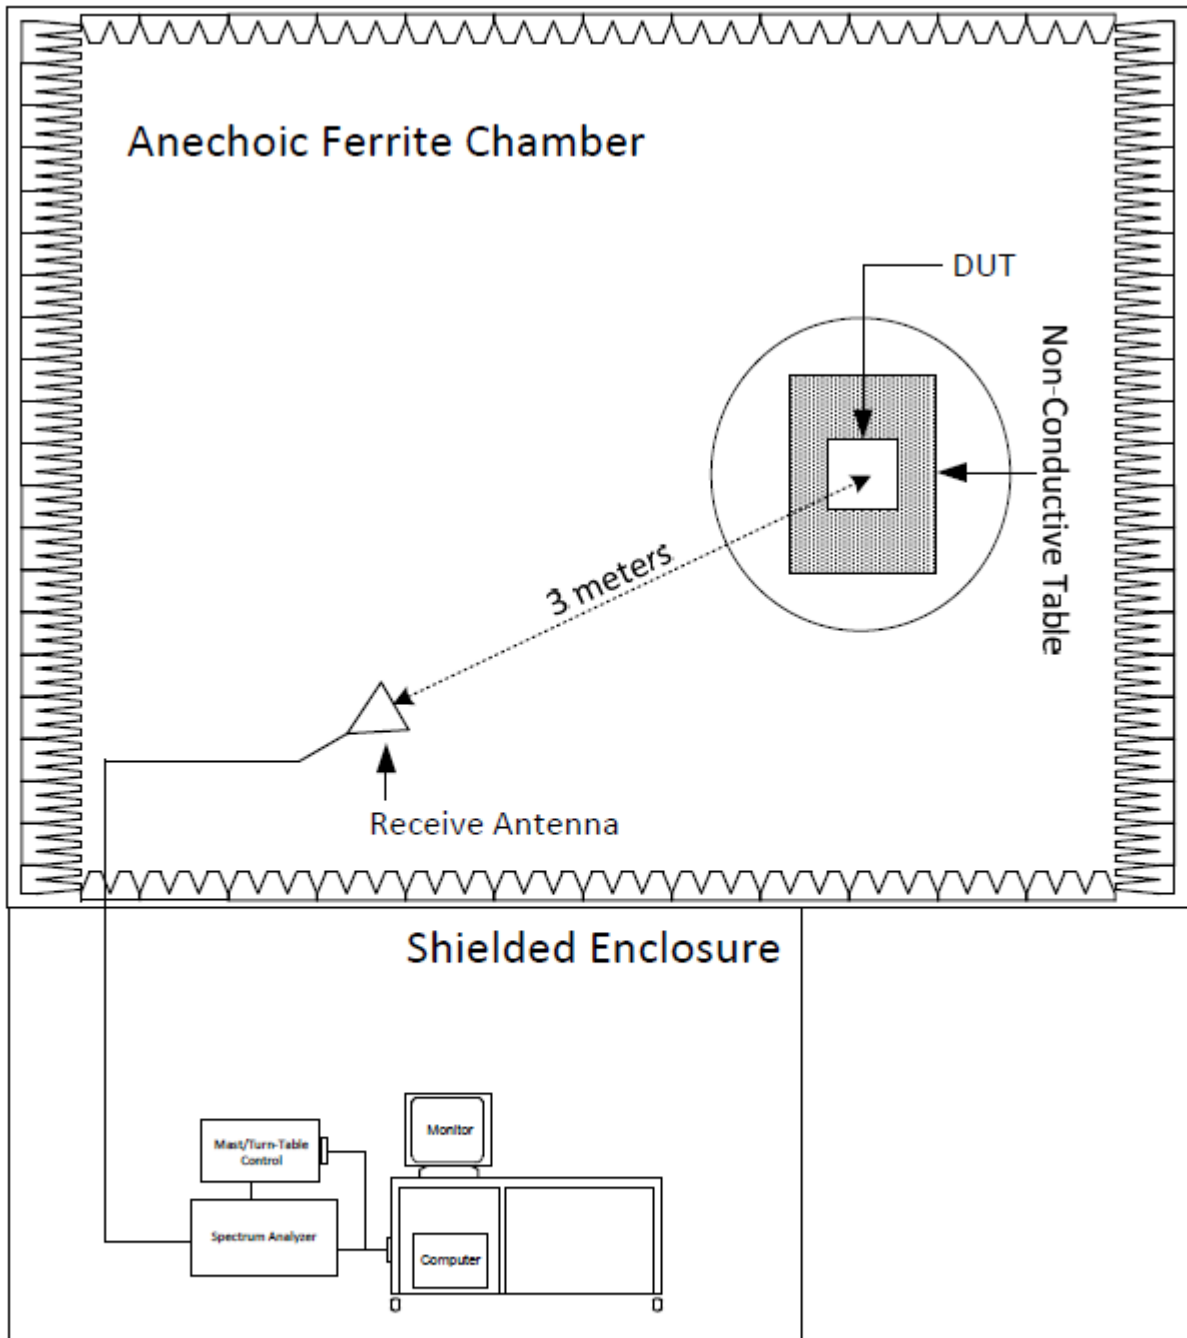 Anechoic Ferrite Chamber
DUT
Non-Conductive Table
3 meters
Receive Antenna
Shielded Enclosure
Monitor
Mast/Turn-Table
Control
Spectrum Analyzer
Computer